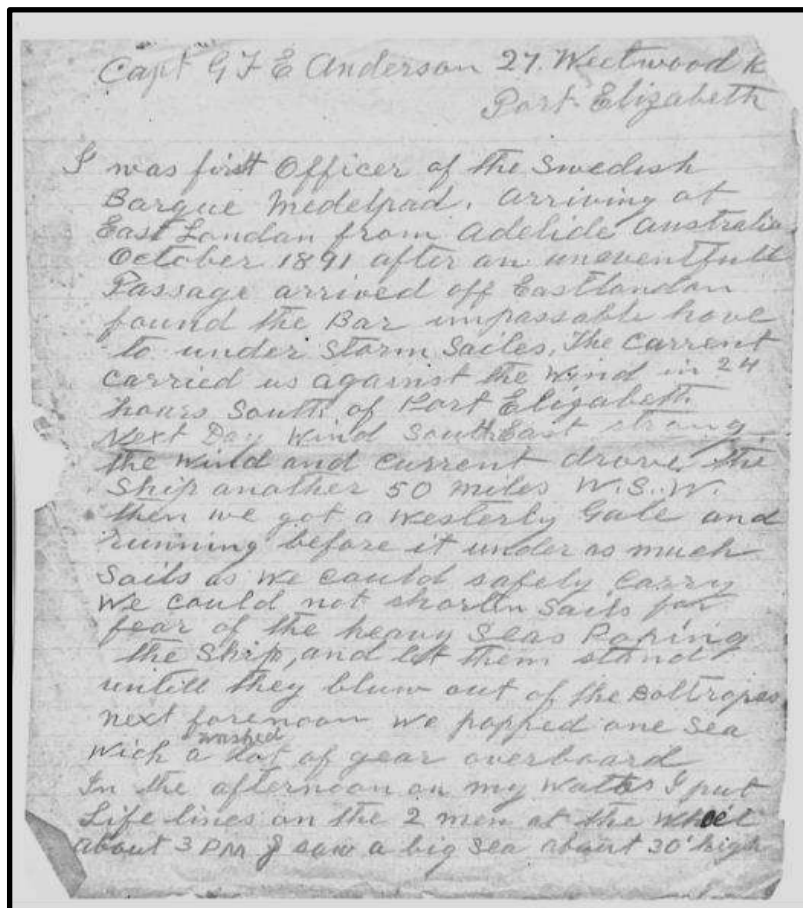 Capt G F E Anderson 27. Westwood R
Port Elizabeth
I was first Officer of the Swedish
Barque Medelpad. Arriving at
East London from Adelide Australia
October 1891 after an uneventfull
Passage arrived off Eastlondon
found the Bar impassable hove
to under Storm Sailes, The Current
carried us against the Wind in 24
hours South of Port Elizabeth
Next Day Wind SouthEast strong
the Wind and Current drove the
Ship another 50 miles W.S.W.
then we got a Westerly Gale and
running before it under as much
Sails as we could safely Carry
We could not shorten Sails for
fear of the heavy Seas Poping
the Ship, and let them stand
untill they bluw out of the Boltropes
next forenoon we popped one Sea
Wich washed a lot of gear overboard
In the afternoon on my I put
Life lines on the 2 men at the Wheel
about 3 PM I saw a big Sea about 30' high